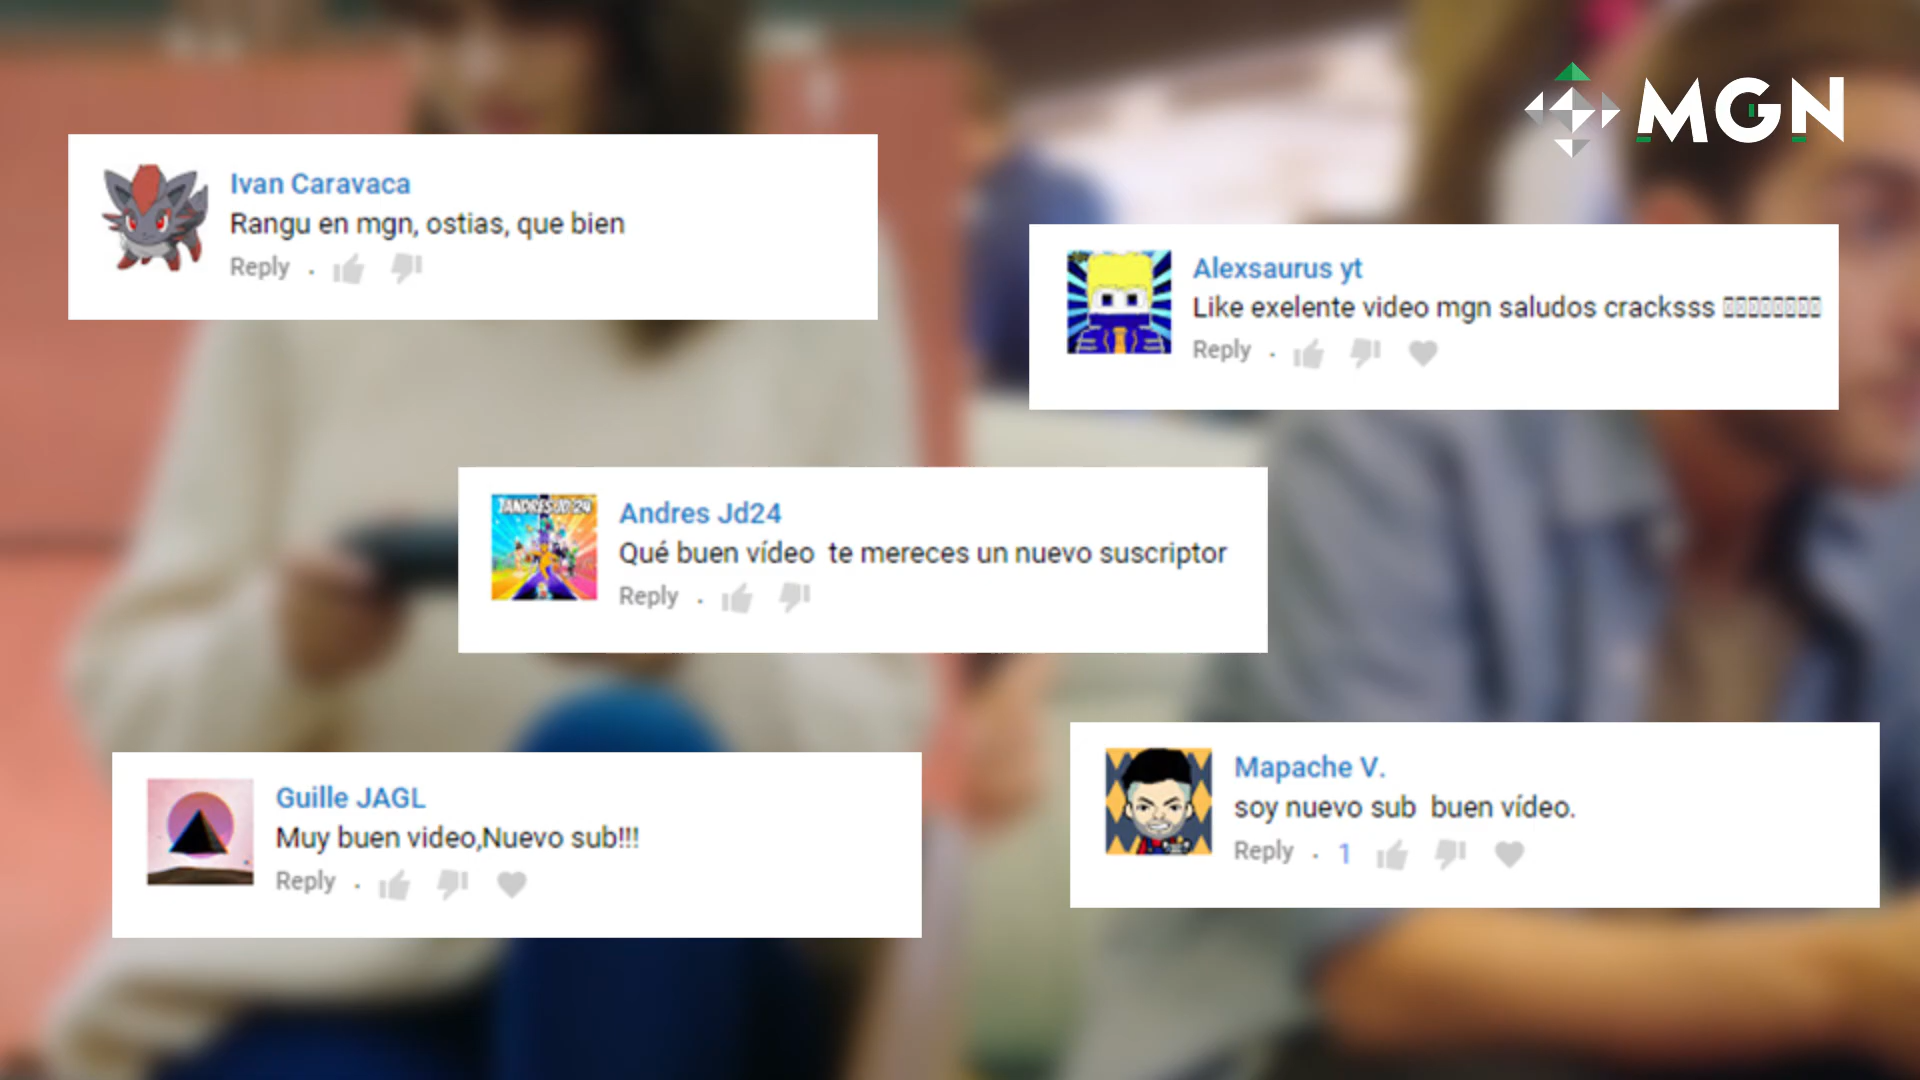 MGN
Ivan Caravaca
Rangu en mgn, ostias, que bien
Reply .
Alexsaurus yt
Like exelente video mgn saludos cracksss
Reply .
Andres Jd24
Qué buen vídeo  te mereces un nuevo suscriptor
Reply .
Guille JAGL
Muy buen video,Nuevo sub!!!
Reply .
Mapache V.
soy nuevo sub  buen vídeo.
Reply . 1